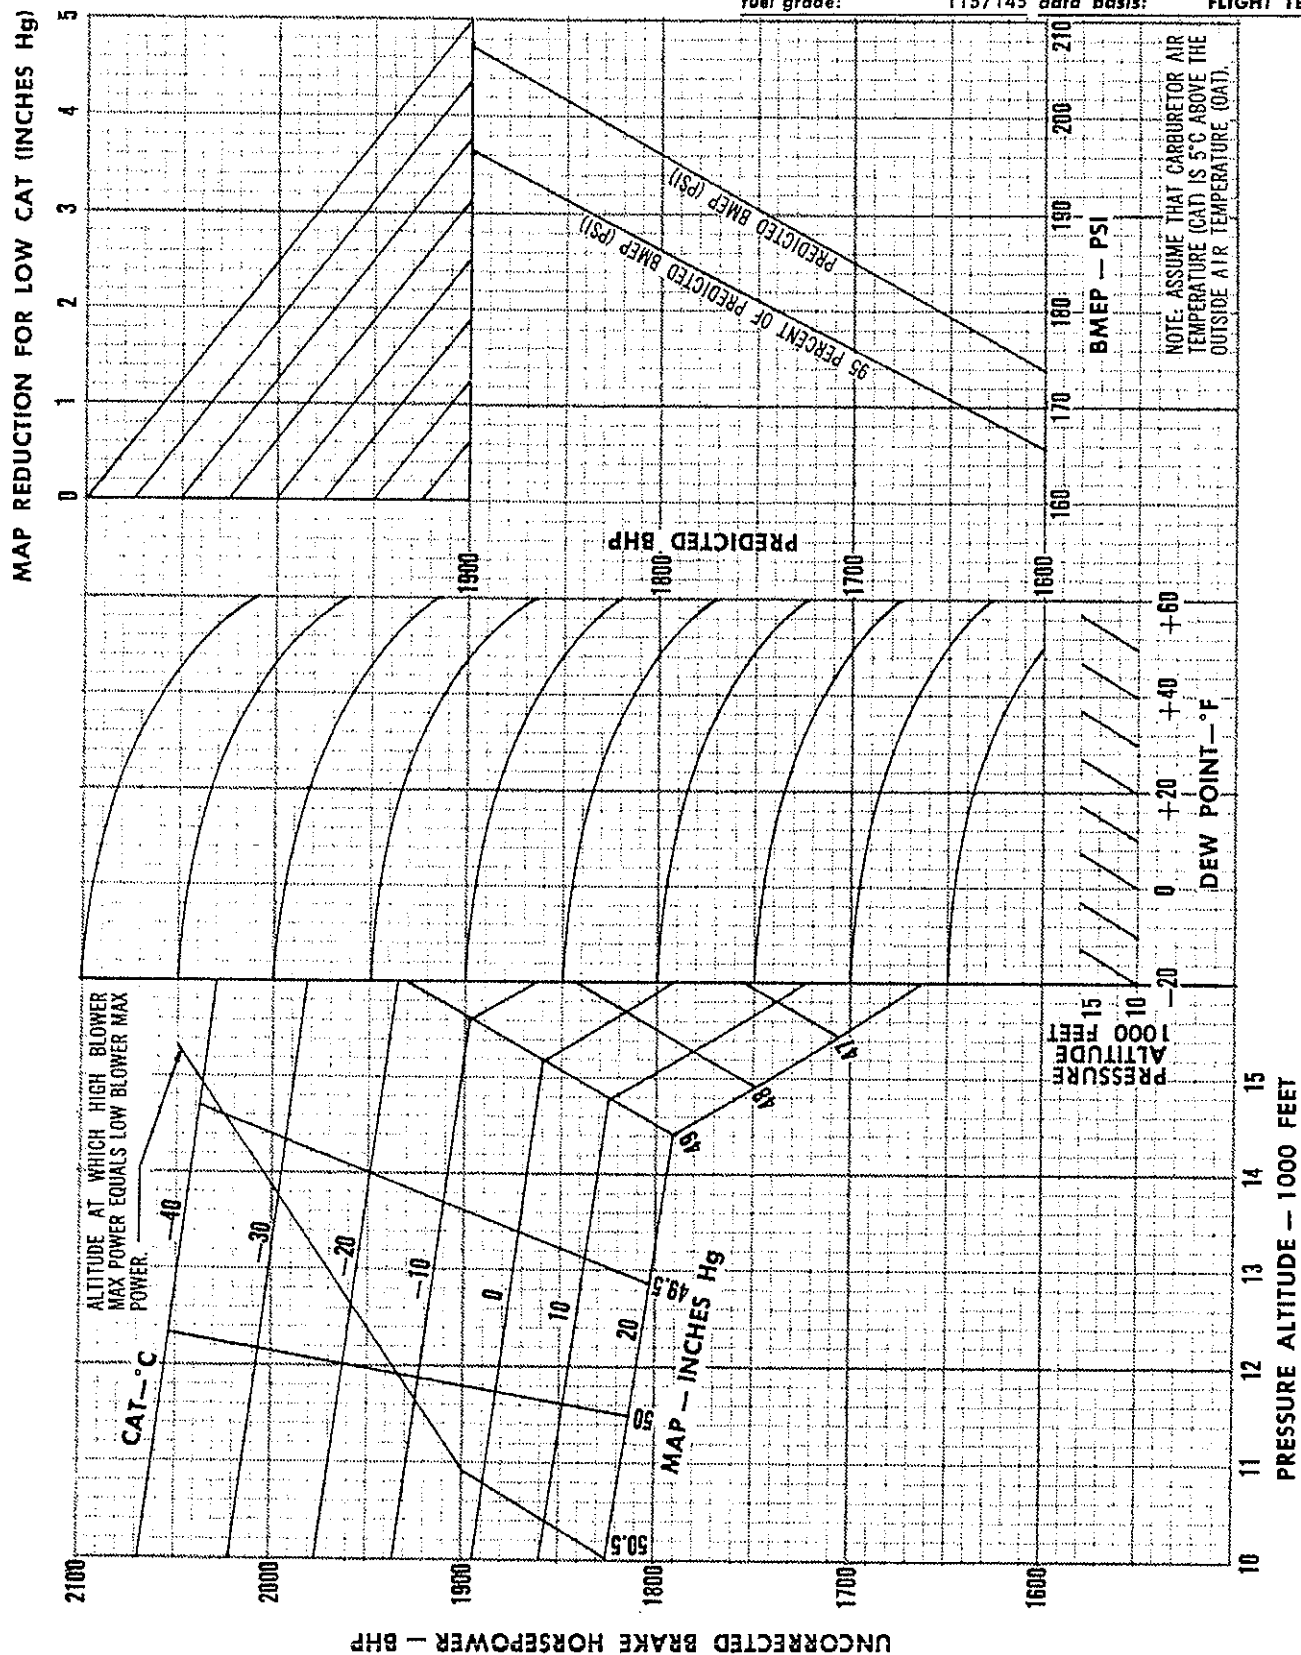 fuel grade: 115/145 data basis: FLIGHT TE
MAP REDUCTION FOR LOW CAT (INCHES Hg)
0 1 2 3 4 5
ALTITUDE AT WHICH HIGH BLOWER
MAX POWER EQUALS LOW BLOWER MAX
POWER.
CAT—°C
—40
—30
—20
—10
0
10
20
MAP — INCHES Hg
50.5
50
49.5
49
48
47
UNCORRECTED BRAKE HORSEPOWER — BHP
2100
2000
1900
1800
1700
1600
PRESSURE ALTITUDE — 1000 FEET
10 11 12 13 14 15
PRESSURE
ALTITUDE
1000 FEET
15
10
DEW POINT—°F
—20 0 +20 +40 +60
PREDICTED BHP
1900
1800
1700
1600
95 PERCENT OF PREDICTED BMEP (PSI)
PREDICTED BMEP (PSI)
160 170 180 190 200 210
BMEP — PSI
NOTE: ASSUME THAT CARBURETOR AIR
TEMPERATURE (CAT) IS 5°C ABOVE THE
OUTSIDE AIR TEMPERATURE (OAT).